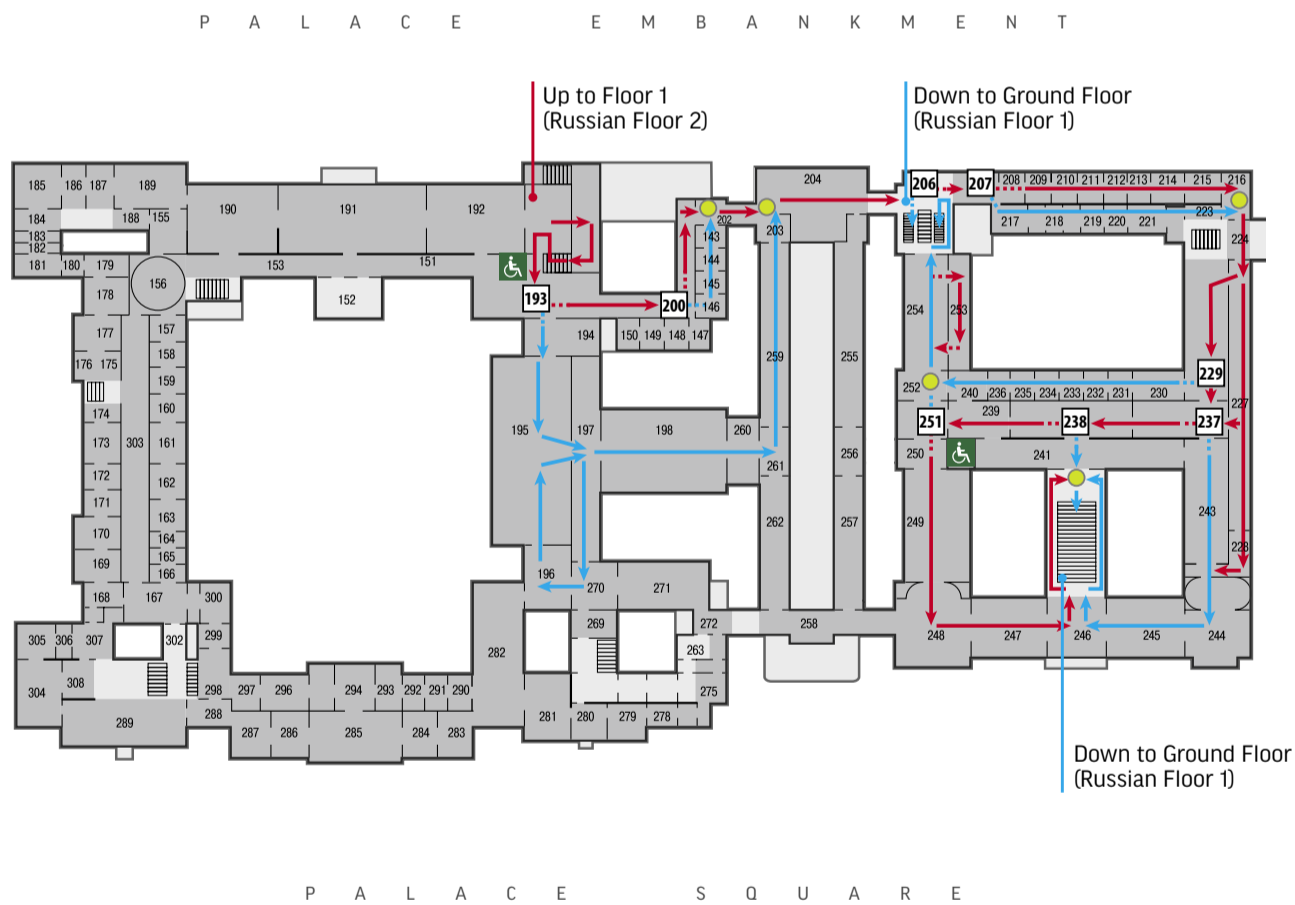 P A L A C E E M B A N K M E N T
Up to Floor 1
(Russian Floor 2)
Down to Ground Floor
(Russian Floor 1)
185 186 187 189 204 206 207 208 209 210 211 212 213 214 215 216
184 188 155 190 191 192 202 203 217 218 219 220 221 223
183 143 224
182 144
181 180 179 153 151 145
178 156 152 193 200 146 254 253
177 157 194 150 149 148 147 259 255
176 175 158 229
159 252 240 236 235 234 233 232 231 230 227
174 160 239
173 303 161 195 197 198 260 251 238 237
172 162 261 256 250 241
171 163 262 257 249 243
170 164
169 165 228
166 196 270 271
168 167 300
305 306 307 302 299 269 272 258 248 247 246 245 244
282 263
304 308 298 297 296 294 293 292 291 290 275
289 288 287 286 285 284 283 281 280 279 278
Down to Ground Floor
(Russian Floor 1)
P A L A C E S Q U A R E